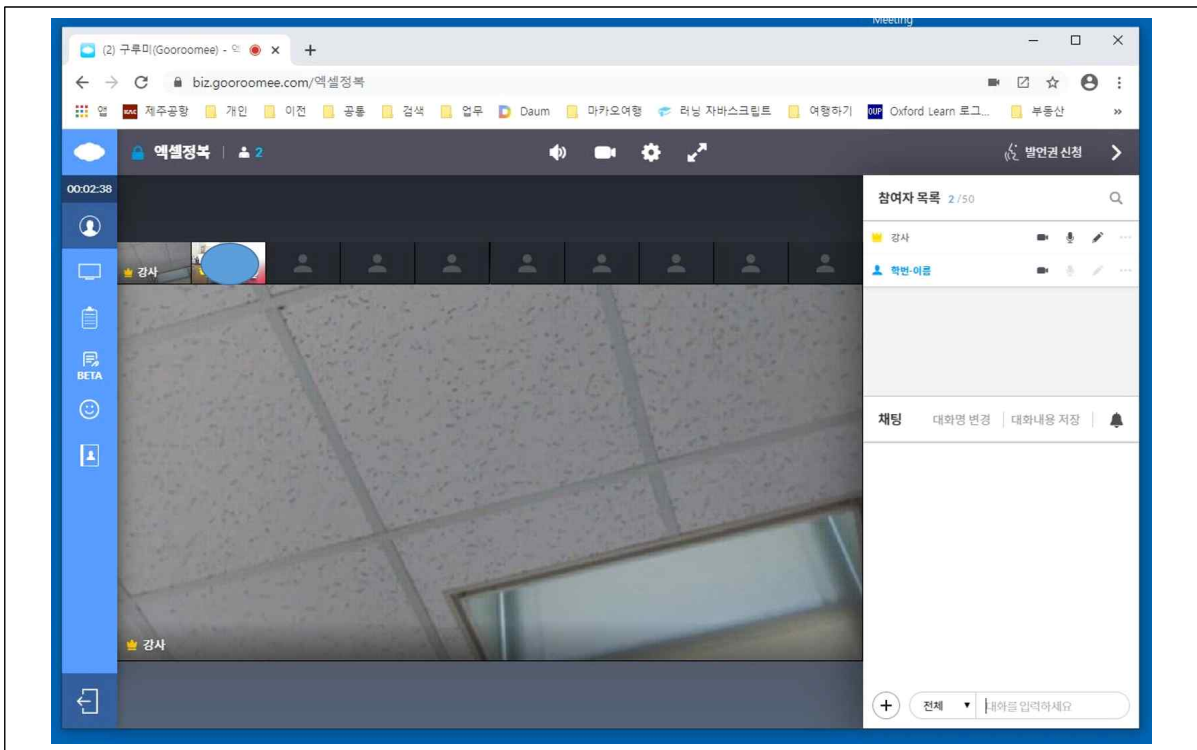 Meeting
(2) 구루미(Gooroomee) -
biz.gooroomee.com/엑셀정복
앱 제주공항 개인 이전 공통 검색 업무 Daum 마카오여행 러닝 자바스크립트 여행하기 OUP Oxford Learn 로그... 부동산 »
엑셀정복 2 발언권 신청
00:02:38
참여자 목록 2/50
강사
강사
학번-이름
BETA
채팅 대화명 변경 대화내용 저장
강사
전체 대화를 입력하세요